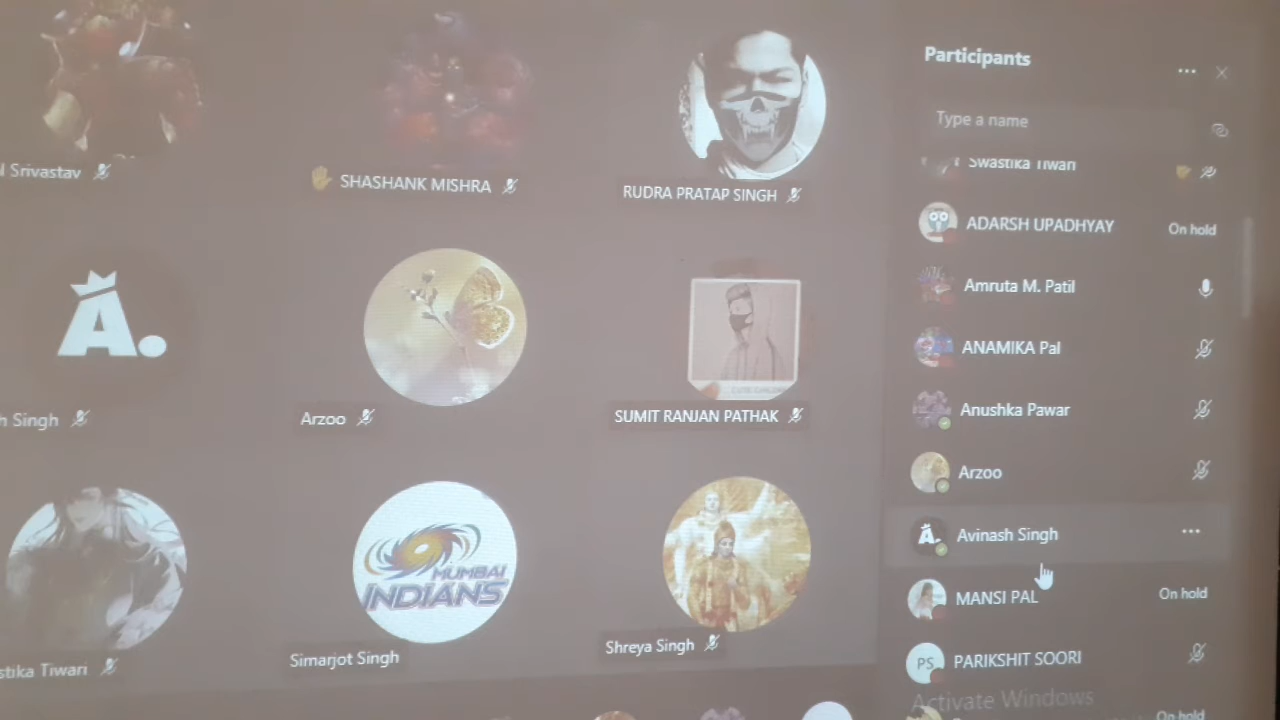 l Srivastav
SHASHANK MISHRA
RUDRA PRATAP SINGH
A.
h Singh
Arzoo
SUMIT RANJAN PATHAK
stika Tiwari
MUMBAI
INDIANS
Simarjot Singh
Shreya Singh
Participants
Type a name
Swastika Tiwari
ADARSH UPADHYAY
On hold
Amruta M. Patil
ANAMIKA Pal
Anushka Pawar
Arzoo
A.
Avinash Singh
MANSI PAL
On hold
PS
PARIKSHIT SOORI
Activate Windows
On hold